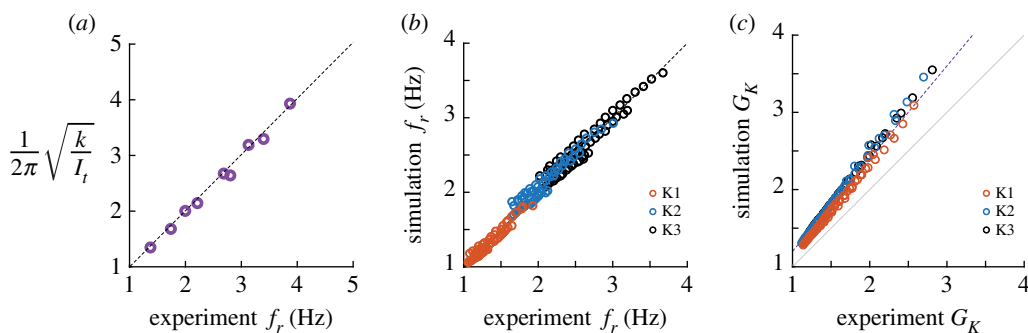 (a)
(b)
(c)
1/2π √k/I_t
5
4
3
2
1
1 2 3 4 5
experiment f_r (Hz)
simulation f_r (Hz)
4
3
2
1
1 2 3 4
experiment f_r (Hz)
K1
K2
K3
simulation G_K
4
3
2
1
1 2 3 4
experiment G_K
K1
K2
K3